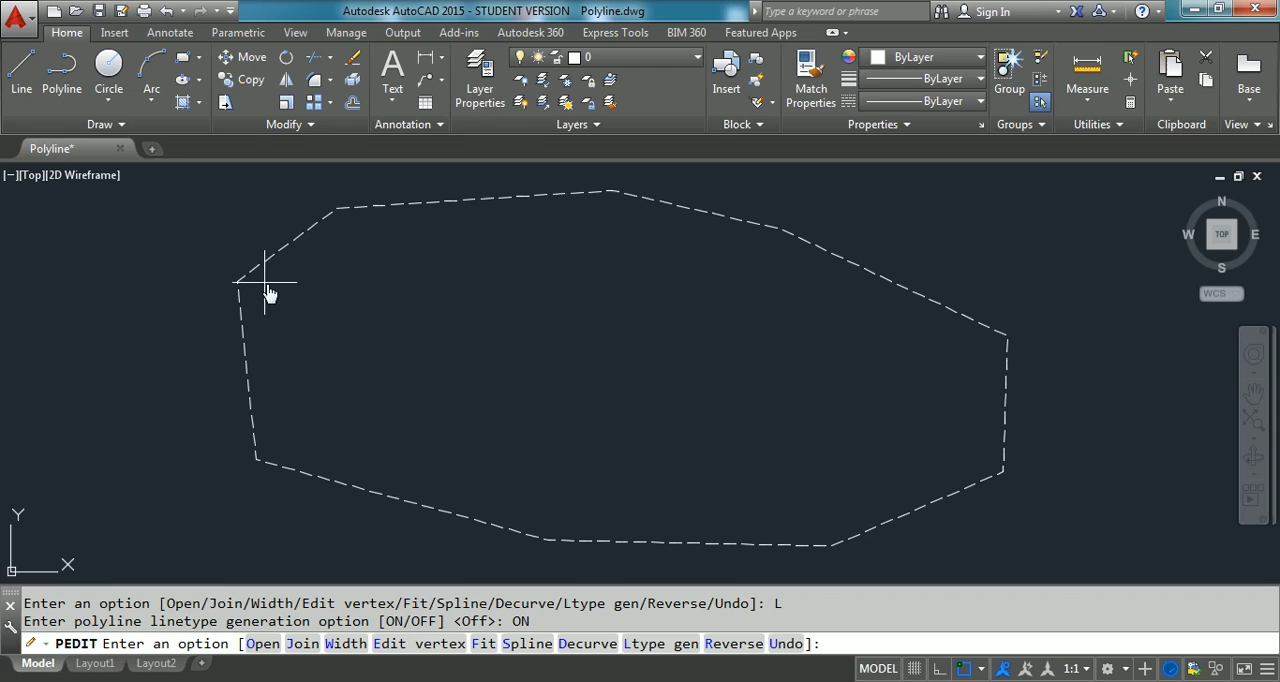 Autodesk AutoCAD 2015 - STUDENT VERSION Polyline.dwg
Type a keyword or phrase
Sign In
Home Insert Annotate Parametric View Manage Output Add-ins Autodesk 360 Express Tools BIM 360 Featured Apps
Line Polyline Circle Arc
Move
Copy
Text
Layer Properties
0
Insert
Match Properties
ByLayer
ByLayer
ByLayer
Group
Measure
Paste
Base
Draw Modify Annotation Layers Block Properties Groups Utilities Clipboard View
Polyline*
[−][Top][2D Wireframe]
N
W TOP E
S
WCS
Y
X
Enter an option [Open/Join/Width/Edit vertex/Fit/Spline/Decurve/Ltype gen/Reverse/Undo]: L
Enter polyline linetype generation option [ON/OFF] <Off>: ON
PEDIT Enter an option [Open Join Width Edit vertex Fit Spline Decurve Ltype gen Reverse Undo]:
Model Layout1 Layout2 +
MODEL 1:1